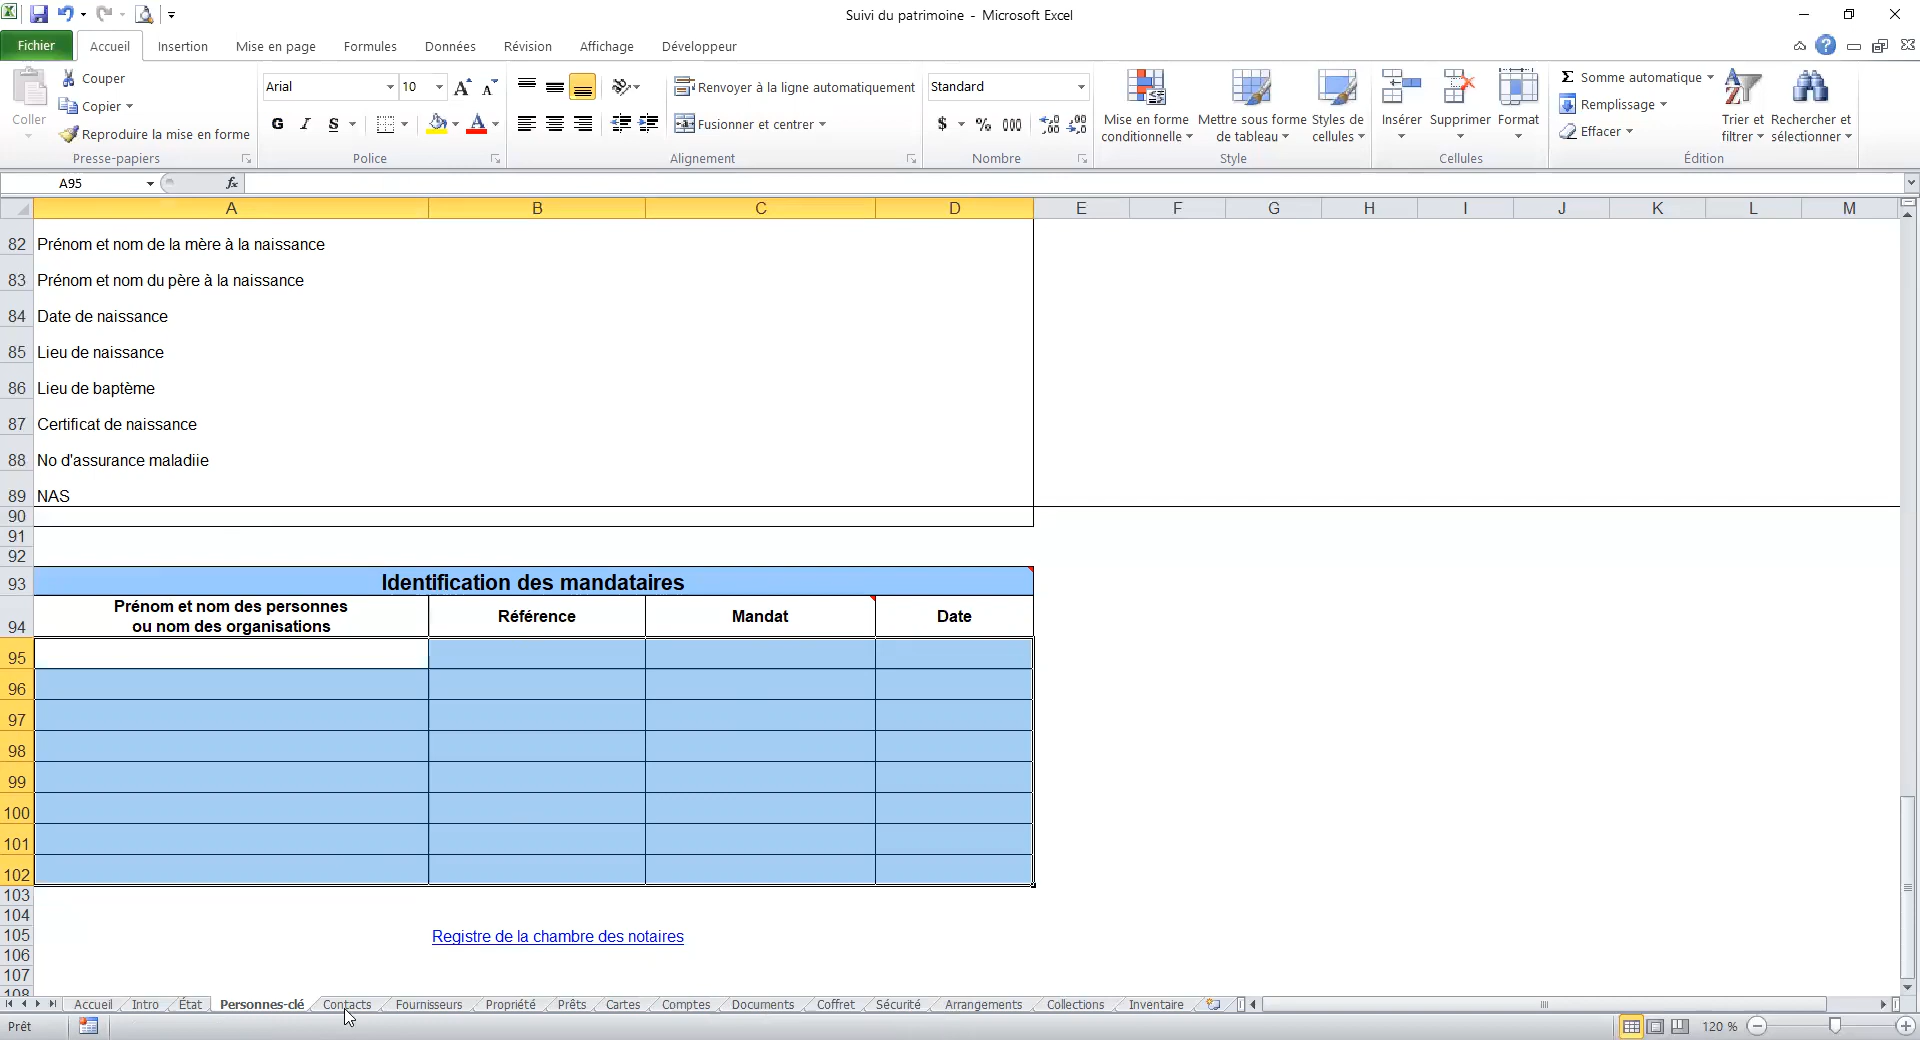 Suivi du patrimoine - Microsoft Excel
Fichier Accueil Insertion Mise en page Formules Données Révision Affichage Développeur
Coller
Couper
Copier
Reproduire la mise en forme
Presse-papiers
Arial 10
G I S
Police
Renvoyer à la ligne automatiquement
Fusionner et centrer
Alignement
Standard
$ % 000
Nombre
Mise en forme conditionnelle
Mettre sous forme de tableau
Styles de cellules
Style
Insérer Supprimer Format
Cellules
Σ Somme automatique
Remplissage
Effacer
Trier et filtrer
Rechercher et sélectionner
Édition
A95 fx
A B C D E F G H I J K L M
82 Prénom et nom de la mère à la naissance
83 Prénom et nom du père à la naissance
84 Date de naissance
85 Lieu de naissance
86 Lieu de baptème
87 Certificat de naissance
88 No d'assurance maladiie
89 NAS
90
91
92
93 Identification des mandataires
94 Prénom et nom des personnes ou nom des organisations Référence Mandat Date
95
96
97
98
99
100
101
102
103
104
105 Registre de la chambre des notaires
106
107
108
Accueil Intro État Personnes-clé Contacts Fournisseurs Propriété Prêts Cartes Comptes Documents Coffret Sécurité Arrangements Collections Inventaire
Prêt 120 %